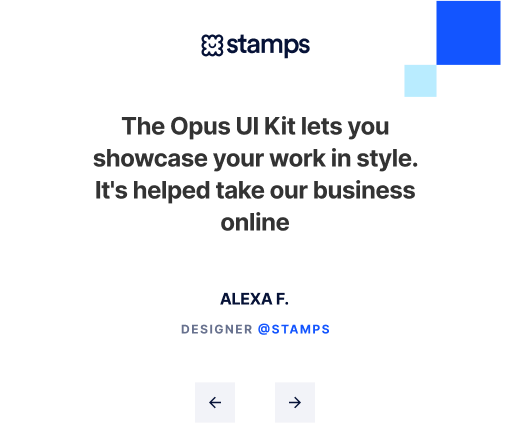 stamps
The Opus UI Kit lets you
showcase your work in style.
It's helped take our business
online
ALEXA F.
DESIGNER @STAMPS